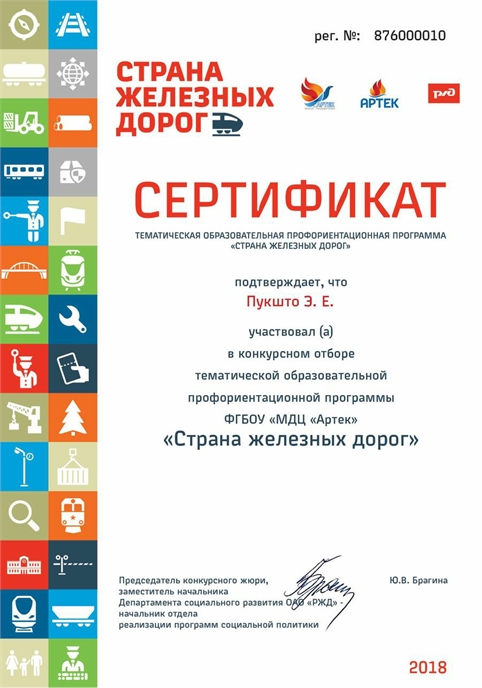 рег. №: 876000010
СТРАНА
ЖЕЛЕЗНЫХ
ДОРОГ
АРТЕК
АРТЕК
РЖД
СЕРТИФИКАТ
ТЕМАТИЧЕСКАЯ ОБРАЗОВАТЕЛЬНАЯ ПРОФОРИЕНТАЦИОННАЯ ПРОГРАММА
«СТРАНА ЖЕЛЕЗНЫХ ДОРОГ»
подтверждает, что
Пукшто Э. Е.
участвовал (а)
в конкурсном отборе
тематической образовательной
профориентационной программы
ФГБОУ «МДЦ «Артек»
«Страна железных дорог»
Председатель конкурсного жюри,
заместитель начальника
Департамента социального развития ОАО «РЖД» -
начальник отдела
реализации программ социальной политики
Ю.В. Брагина
2018